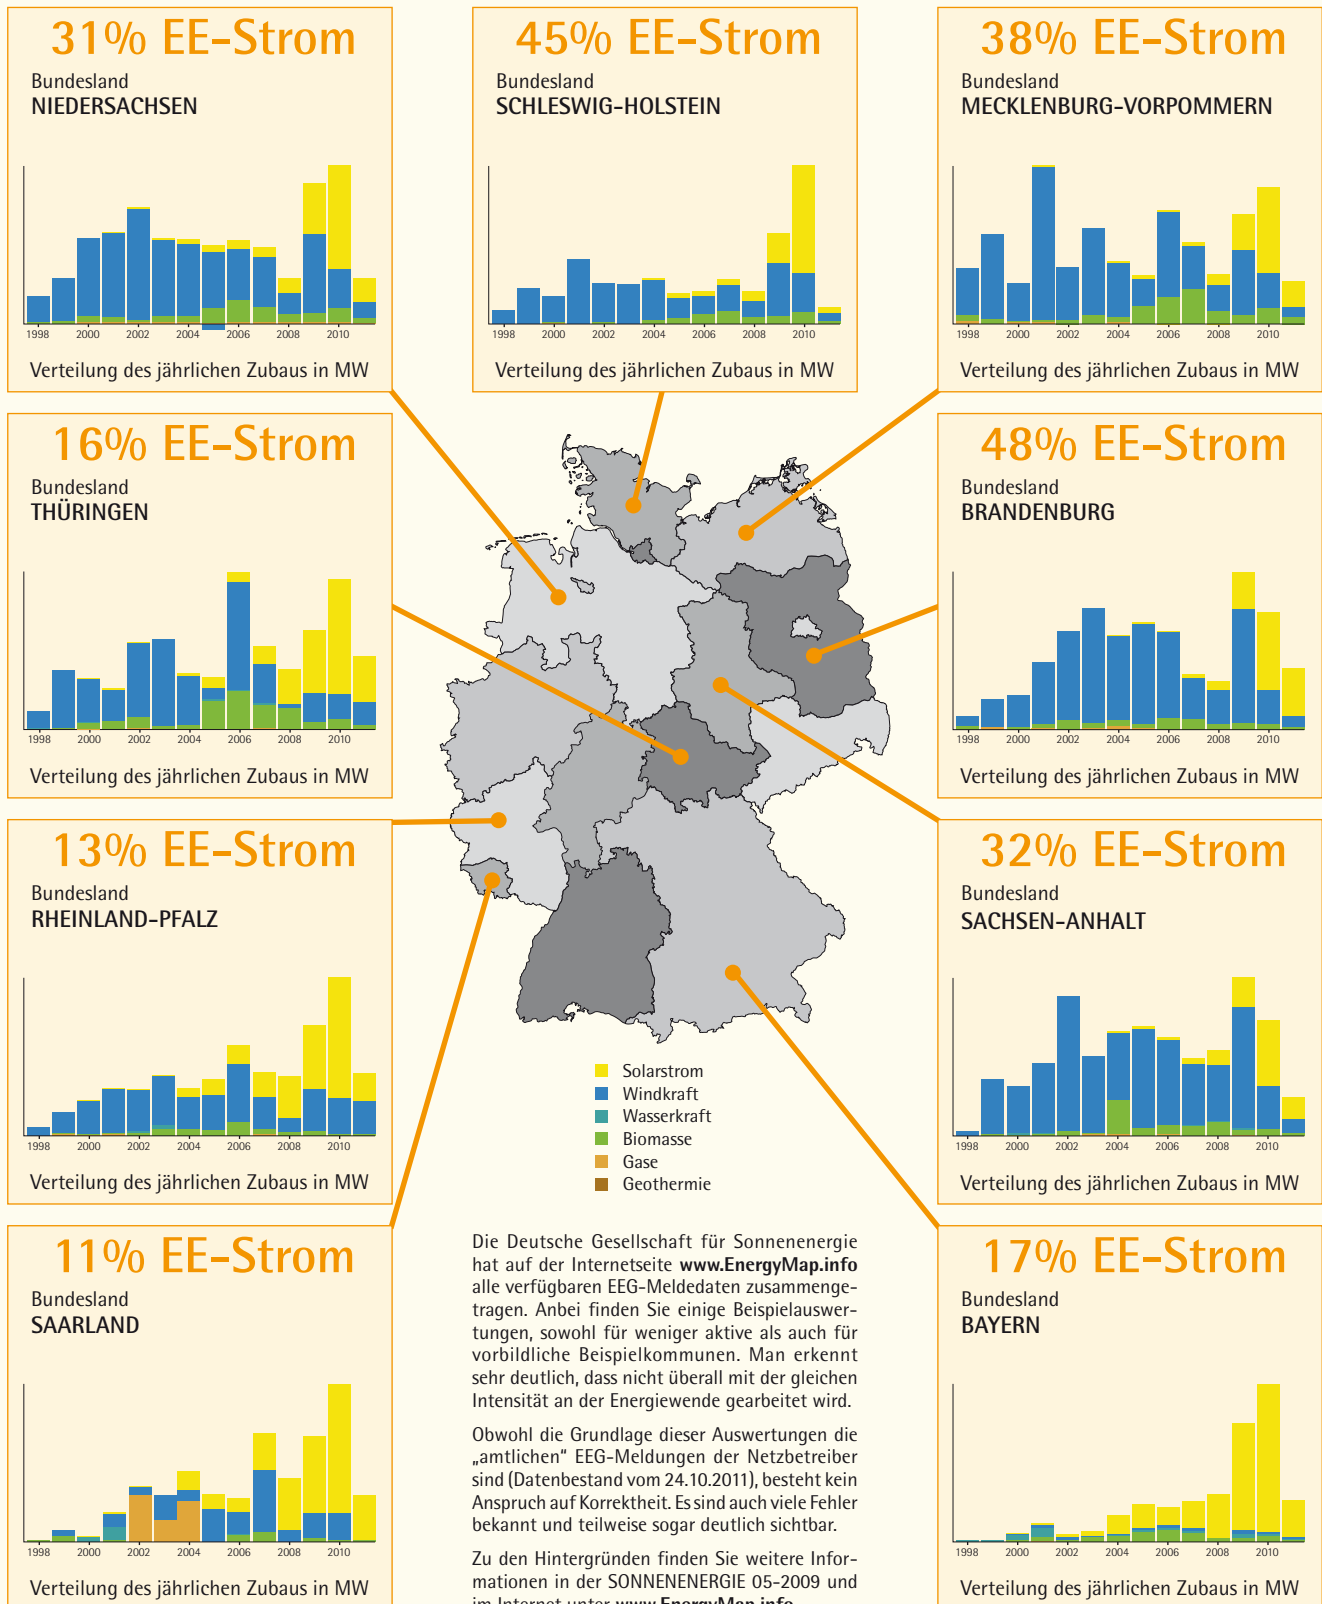 31% EE-Strom
Bundesland
NIEDERSACHSEN
1998 2000 2002 2004 2006 2008 2010
Verteilung des jährlichen Zubaus in MW
45% EE-Strom
Bundesland
SCHLESWIG-HOLSTEIN
1998 2000 2002 2004 2006 2008 2010
Verteilung des jährlichen Zubaus in MW
38% EE-Strom
Bundesland
MECKLENBURG-VORPOMMERN
1998 2000 2002 2004 2006 2008 2010
Verteilung des jährlichen Zubaus in MW
16% EE-Strom
Bundesland
THÜRINGEN
1998 2000 2002 2004 2006 2008 2010
Verteilung des jährlichen Zubaus in MW
48% EE-Strom
Bundesland
BRANDENBURG
1998 2000 2002 2004 2006 2008 2010
Verteilung des jährlichen Zubaus in MW
13% EE-Strom
Bundesland
RHEINLAND-PFALZ
1998 2000 2002 2004 2006 2008 2010
Verteilung des jährlichen Zubaus in MW
32% EE-Strom
Bundesland
SACHSEN-ANHALT
1998 2000 2002 2004 2006 2008 2010
Verteilung des jährlichen Zubaus in MW
Solarstrom
Windkraft
Wasserkraft
Biomasse
Gase
Geothermie
11% EE-Strom
Bundesland
SAARLAND
1998 2000 2002 2004 2006 2008 2010
Verteilung des jährlichen Zubaus in MW
Die Deutsche Gesellschaft für Sonnenenergie
hat auf der Internetseite www.EnergyMap.info
alle verfügbaren EEG-Meldedaten zusammenge-
tragen. Anbei finden Sie einige Beispielauswer-
tungen, sowohl für weniger aktive als auch für
vorbildliche Beispielkommunen. Man erkennt
sehr deutlich, dass nicht überall mit der gleichen
Intensität an der Energiewende gearbeitet wird.
Obwohl die Grundlage dieser Auswertungen die
„amtlichen“ EEG-Meldungen der Netzbetreiber
sind (Datenbestand vom 24.10.2011), besteht kein
Anspruch auf Korrektheit. Es sind auch viele Fehler
bekannt und teilweise sogar deutlich sichtbar.
Zu den Hintergründen finden Sie weitere Infor-
mationen in der SONNENENERGIE 05-2009 und
im Internet unter www.EnergyMap.info
17% EE-Strom
Bundesland
BAYERN
1998 2000 2002 2004 2006 2008 2010
Verteilung des jährlichen Zubaus in MW